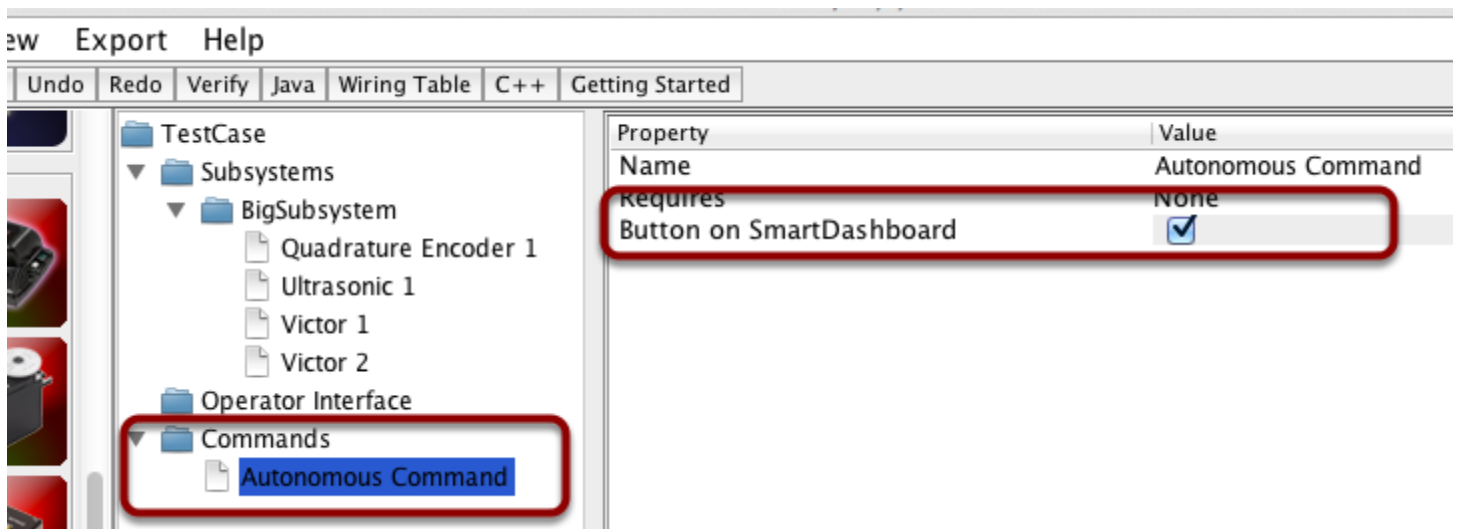 ew Export Help
Undo Redo Verify Java Wiring Table C++ Getting Started
TestCase
Subsystems
BigSubsystem
Quadrature Encoder 1
Ultrasonic 1
Victor 1
Victor 2
Operator Interface
Commands
Autonomous Command
Property Value
Name Autonomous Command
Requires None
Button on SmartDashboard